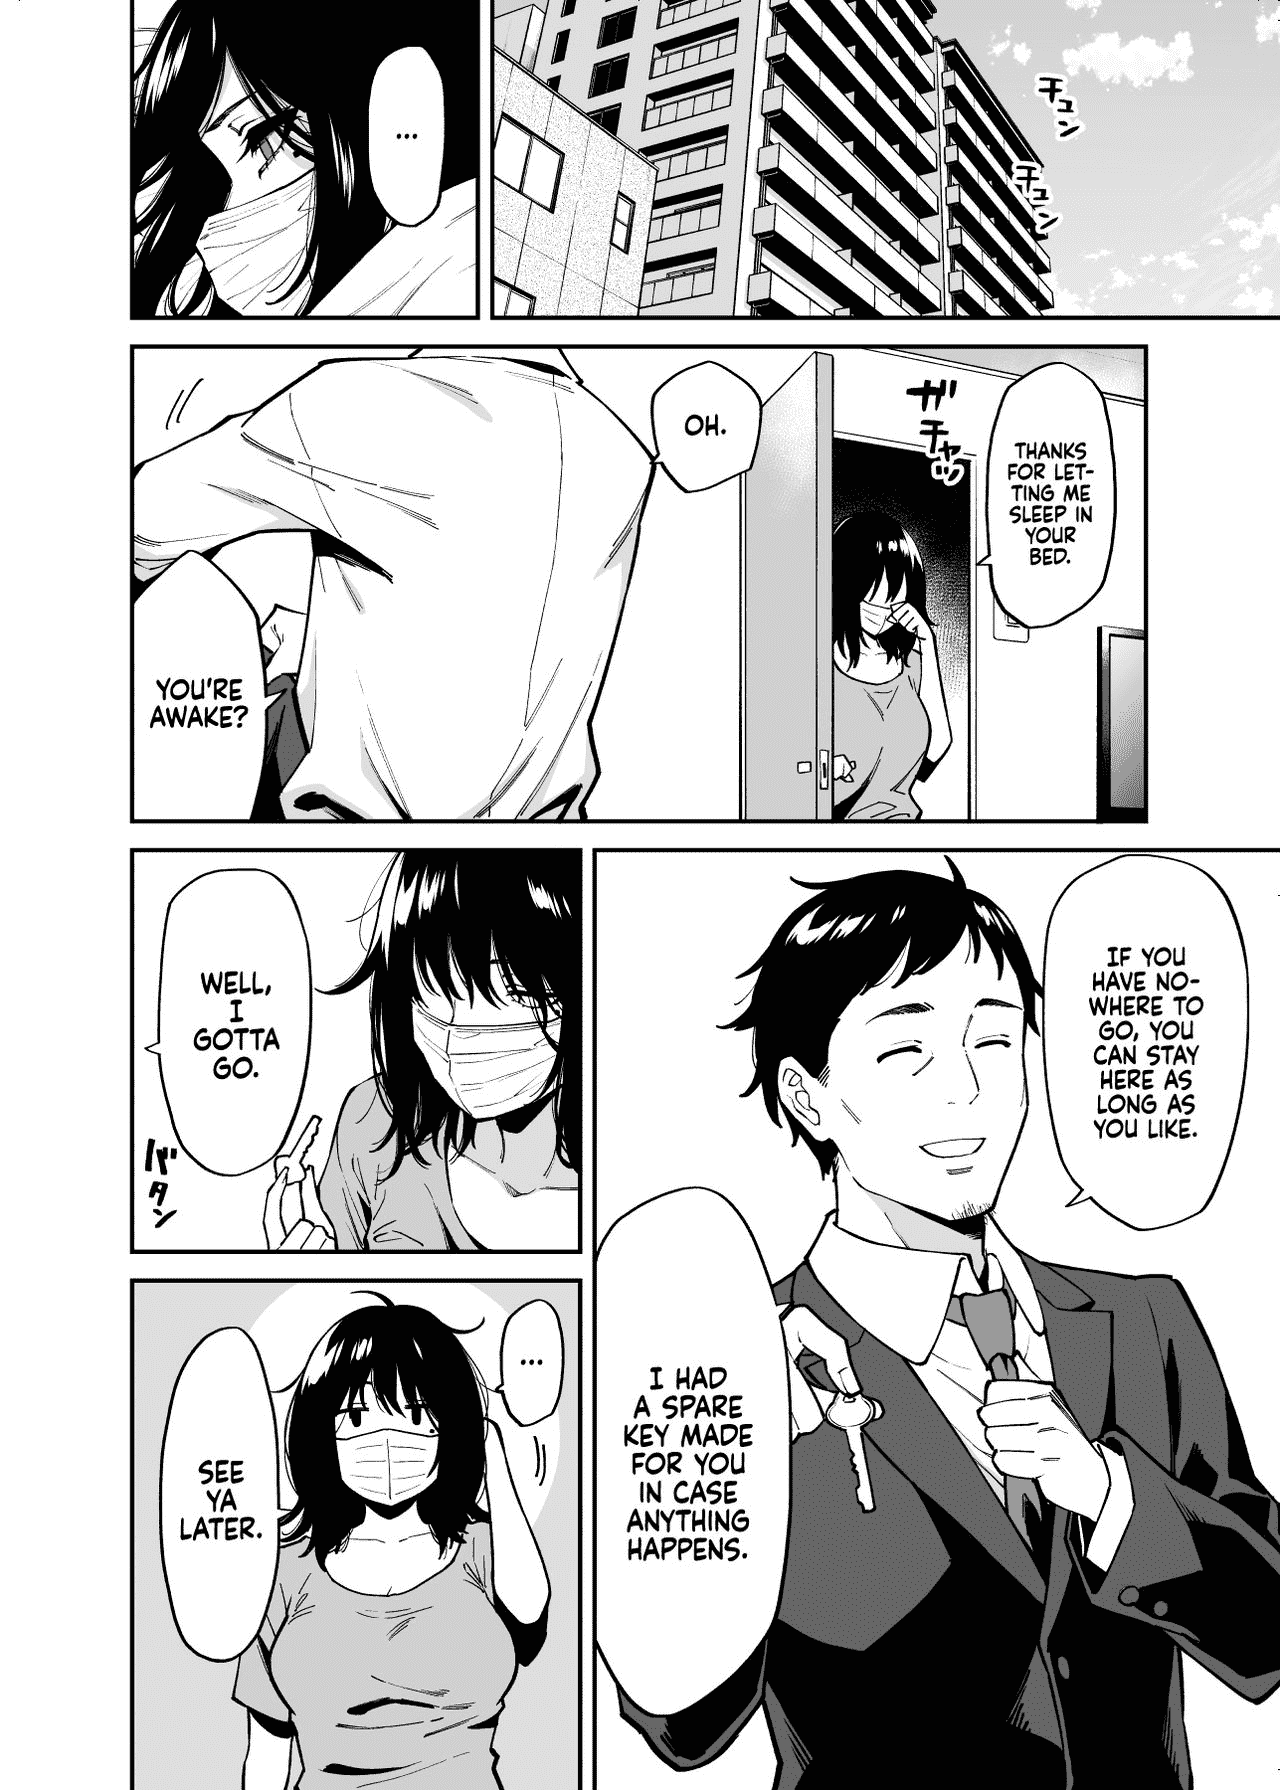 チュン
チュン
...
THANKS
FOR LET-
TING ME
SLEEP IN
YOUR
BED.
ガチャッ
OH.
YOU'RE
AWAKE?
IF YOU
HAVE NO-
WHERE TO
GO, YOU
CAN STAY
HERE AS
LONG AS
YOU LIKE.
I HAD
A SPARE
KEY MADE
FOR YOU
IN CASE
ANYTHING
HAPPENS.
WELL,
I
GOTTA
GO.
バタン
...
SEE
YA
LATER.